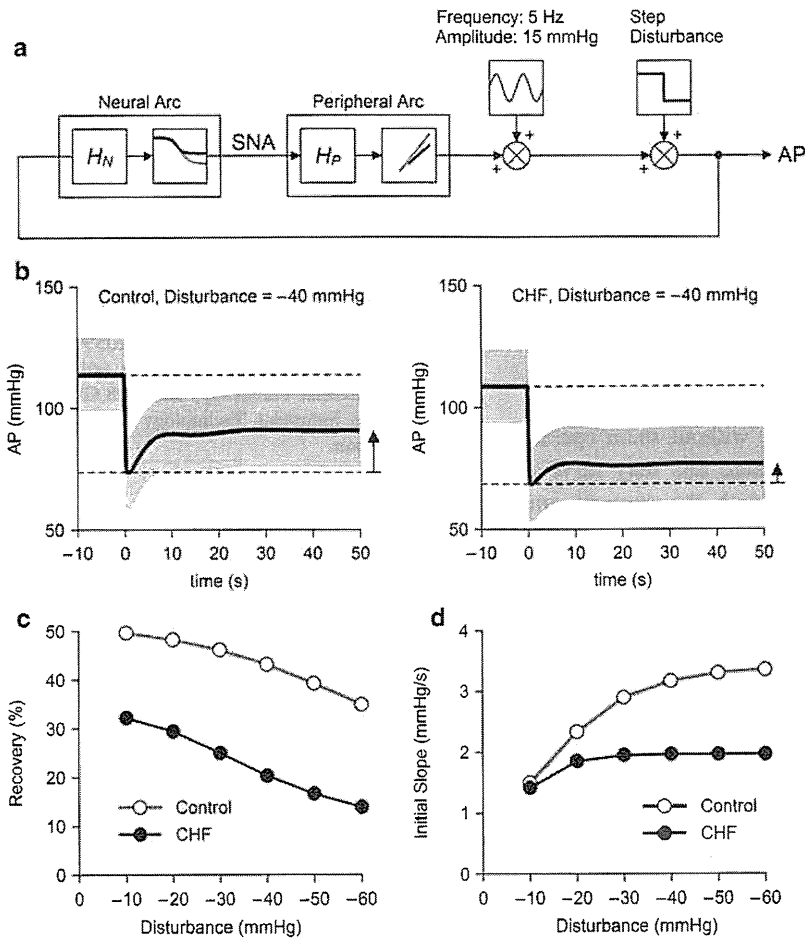 Frequency: 5 Hz
Amplitude: 15 mmHg
Step
Disturbance
a
Neural Arc
Peripheral Arc
H_N
SNA
H_P
+
+
+
+
AP
b
150
100
50
AP (mmHg)
Control, Disturbance = −40 mmHg
−10 0 10 20 30 40 50
time (s)
150
100
50
AP (mmHg)
CHF, Disturbance = −40 mmHg
−10 0 10 20 30 40 50
time (s)
c
50
40
30
20
10
0
Recovery (%)
Control
CHF
0 −10 −20 −30 −40 −50 −60
Disturbance (mmHg)
d
4
3
2
1
0
Initial Slope (mmHg/s)
Control
CHF
0 −10 −20 −30 −40 −50 −60
Disturbance (mmHg)